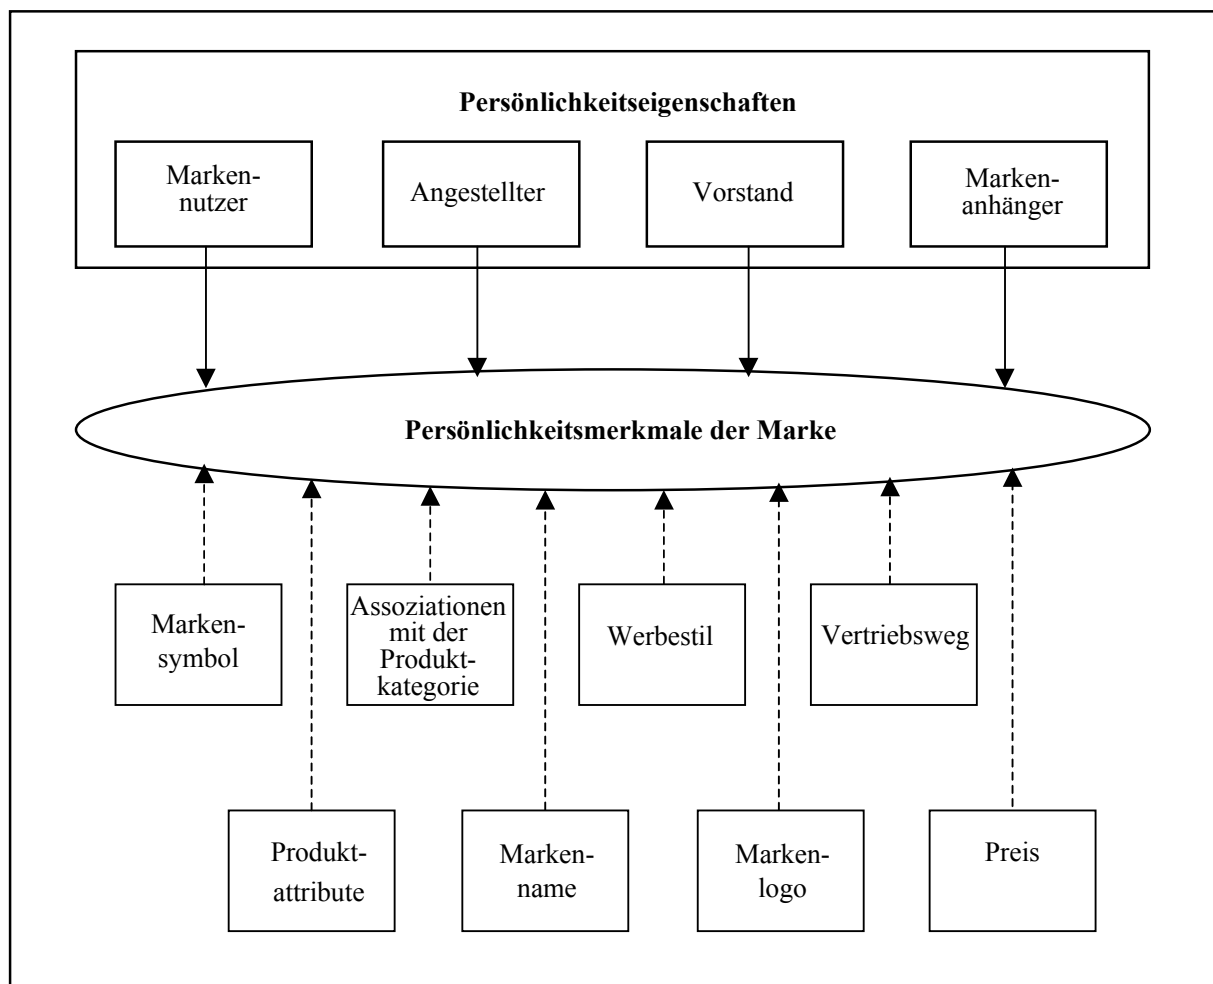 Persönlichkeitseigenschaften
Marken-
nutzer
Angestellter
Vorstand
Marken-
anhänger
Persönlichkeitsmerkmale der Marke
Marken-
symbol
Assoziationen
mit der
Produkt-
kategorie
Werbestil
Vertriebsweg
Produkt-
attribute
Marken-
name
Marken-
logo
Preis